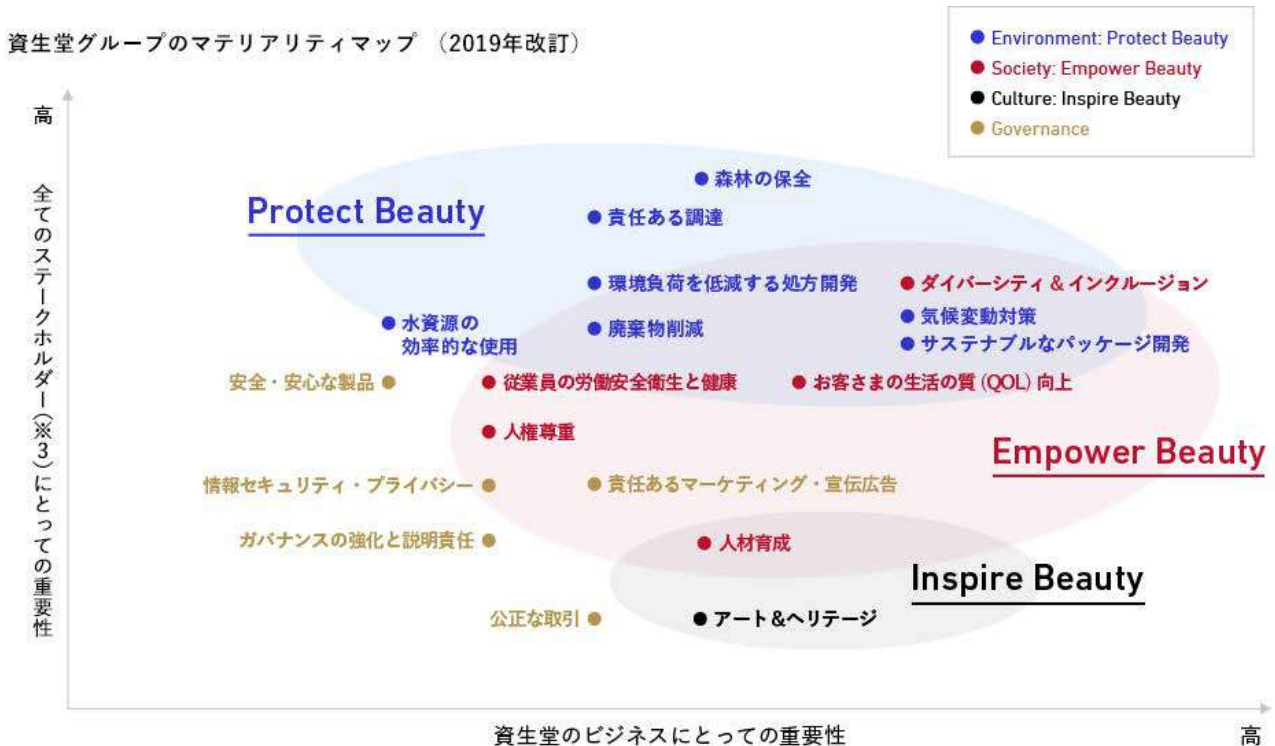 資生堂グループのマテリアリティマップ （2019年改訂）
Environment: Protect Beauty
Society: Empower Beauty
Culture: Inspire Beauty
Governance
高
全てのステークホルダー(※3)にとっての重要性
Protect Beauty
森林の保全
責任ある調達
環境負荷を低減する処方開発
ダイバーシティ＆インクルージョン
水資源の
効率的な使用
廃棄物削減
気候変動対策
サステナブルなパッケージ開発
安全・安心な製品
従業員の労働安全衛生と健康
お客さまの生活の質 (QOL) 向上
人権尊重
Empower Beauty
情報セキュリティ・プライバシー
責任あるマーケティング・宣伝広告
ガバナンスの強化と説明責任
人材育成
Inspire Beauty
公正な取引
アート＆ヘリテージ
資生堂のビジネスにとっての重要性
高